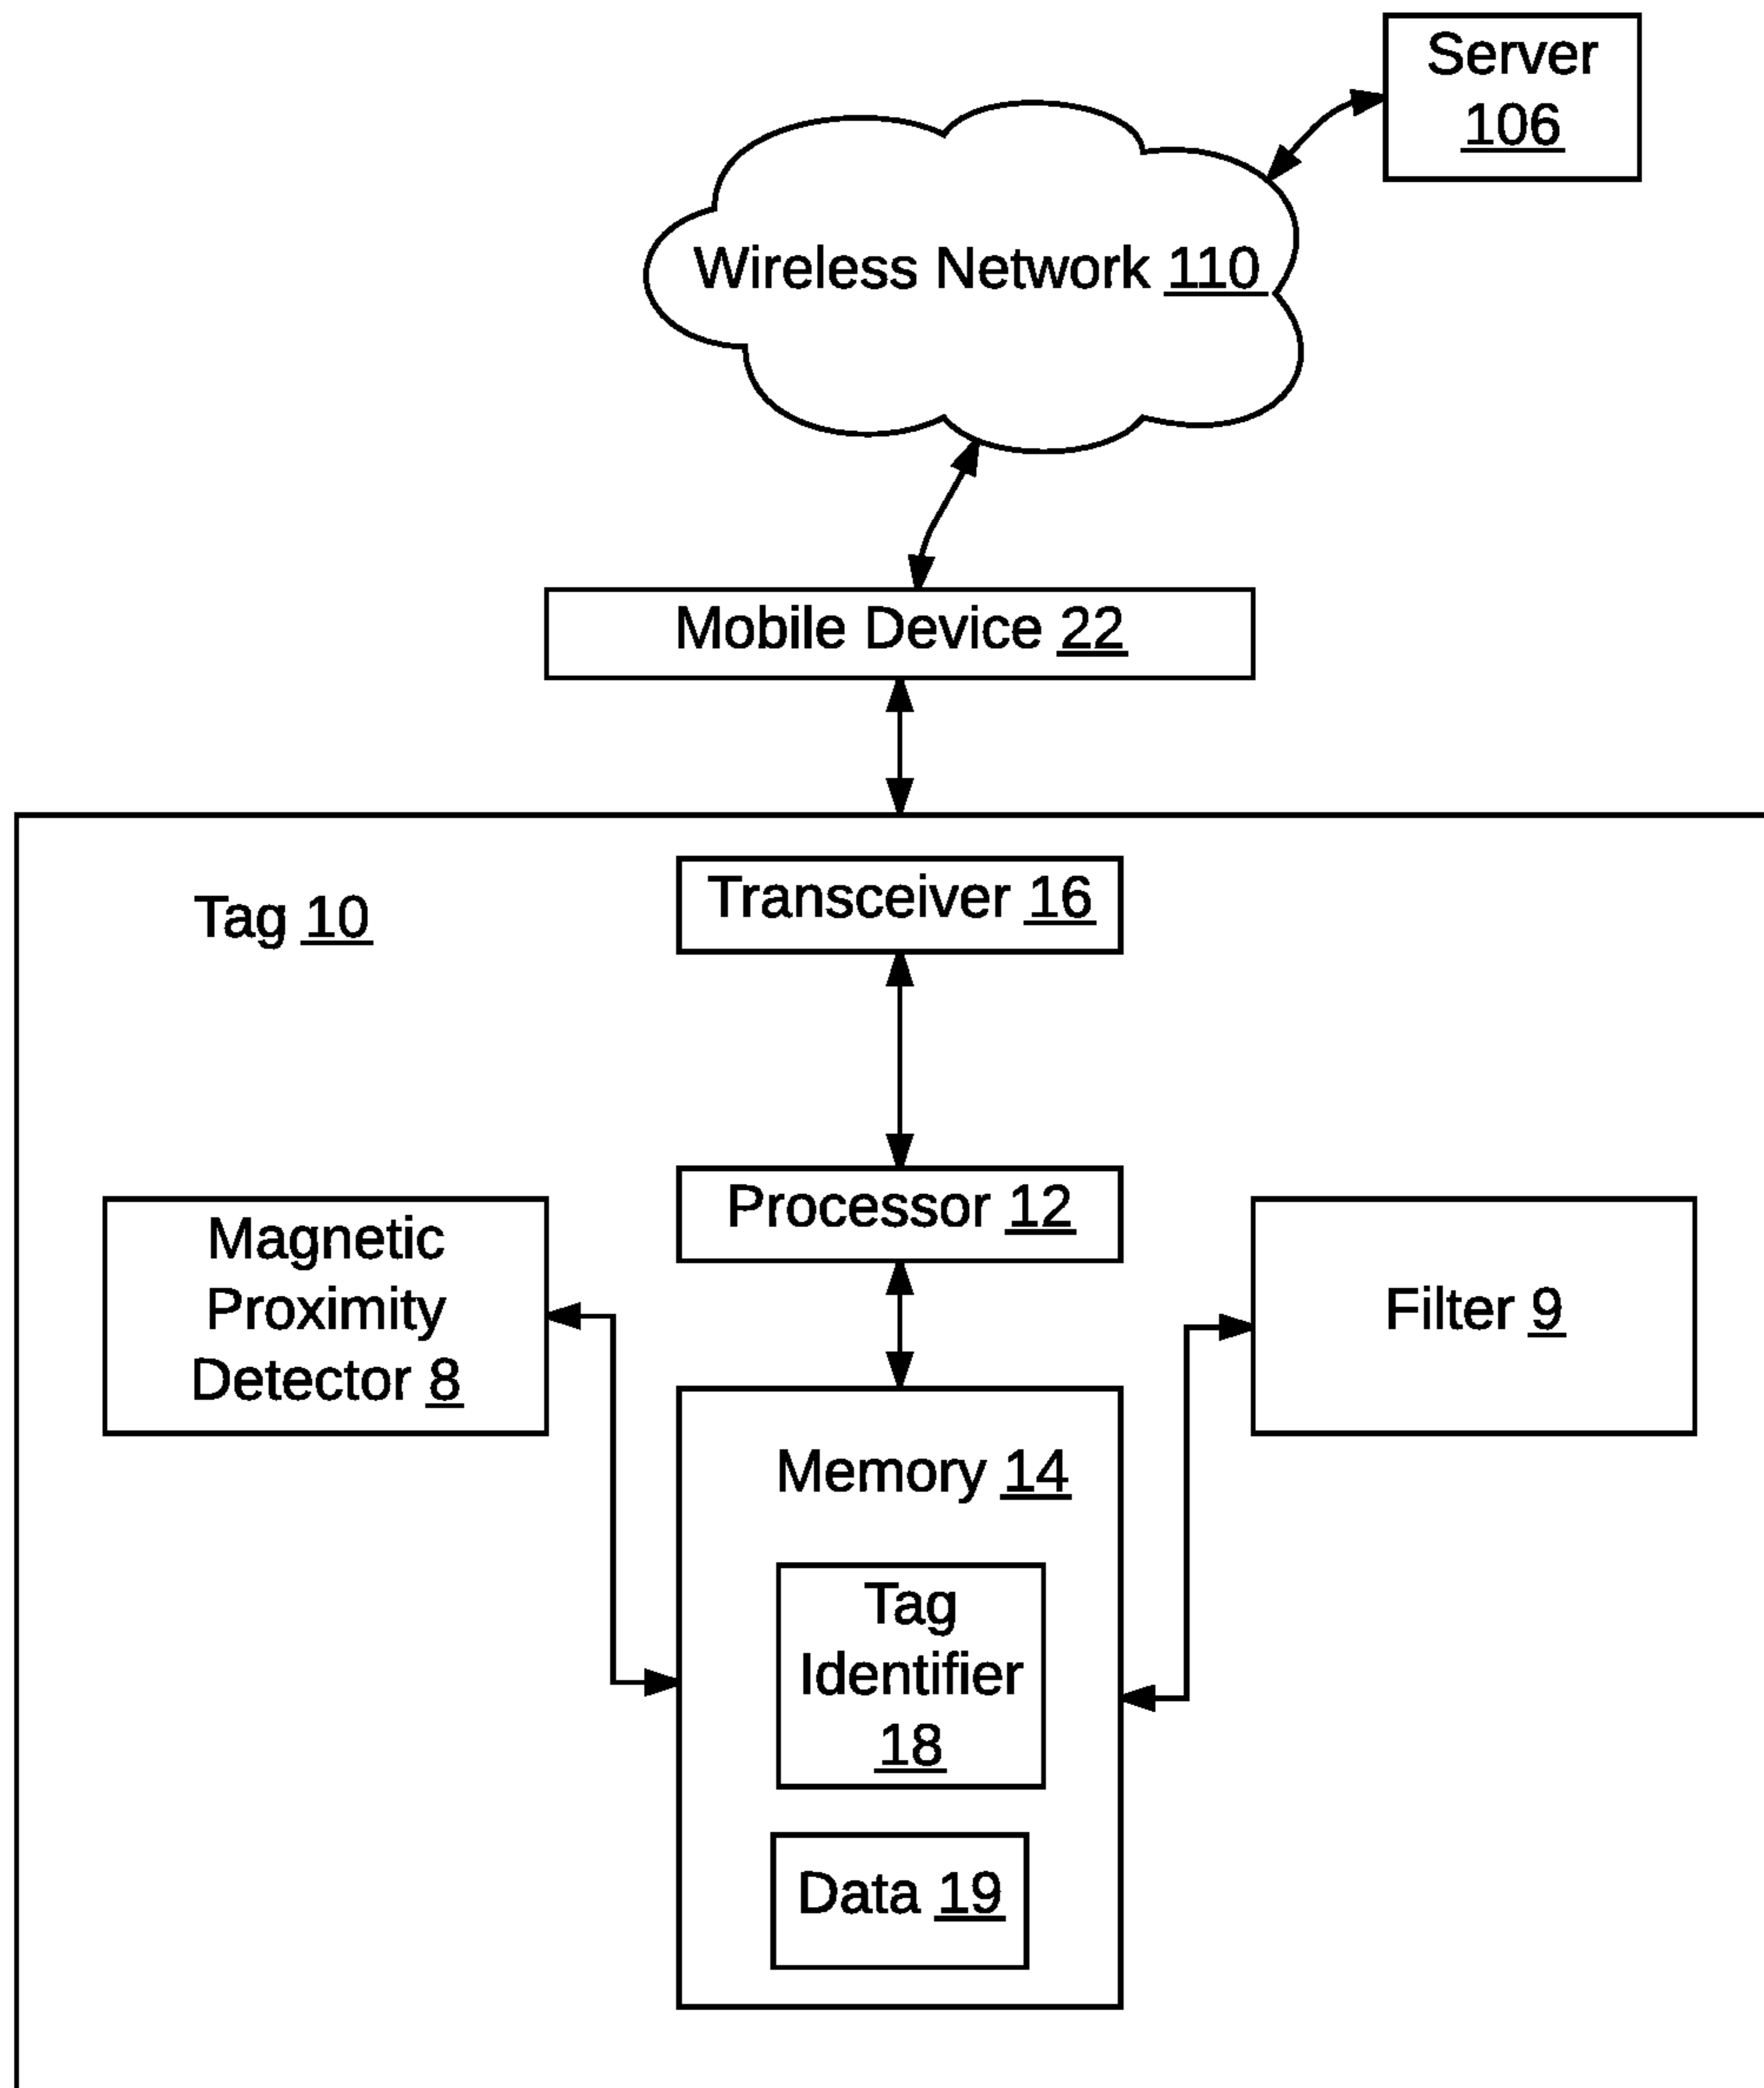 Server
106
Wireless Network 110
Mobile Device 22
Transceiver 16
Tag 10
Processor 12
Magnetic
Proximity
Detector 8
Filter 9
Memory 14
Tag
Identifier
18
Data 19